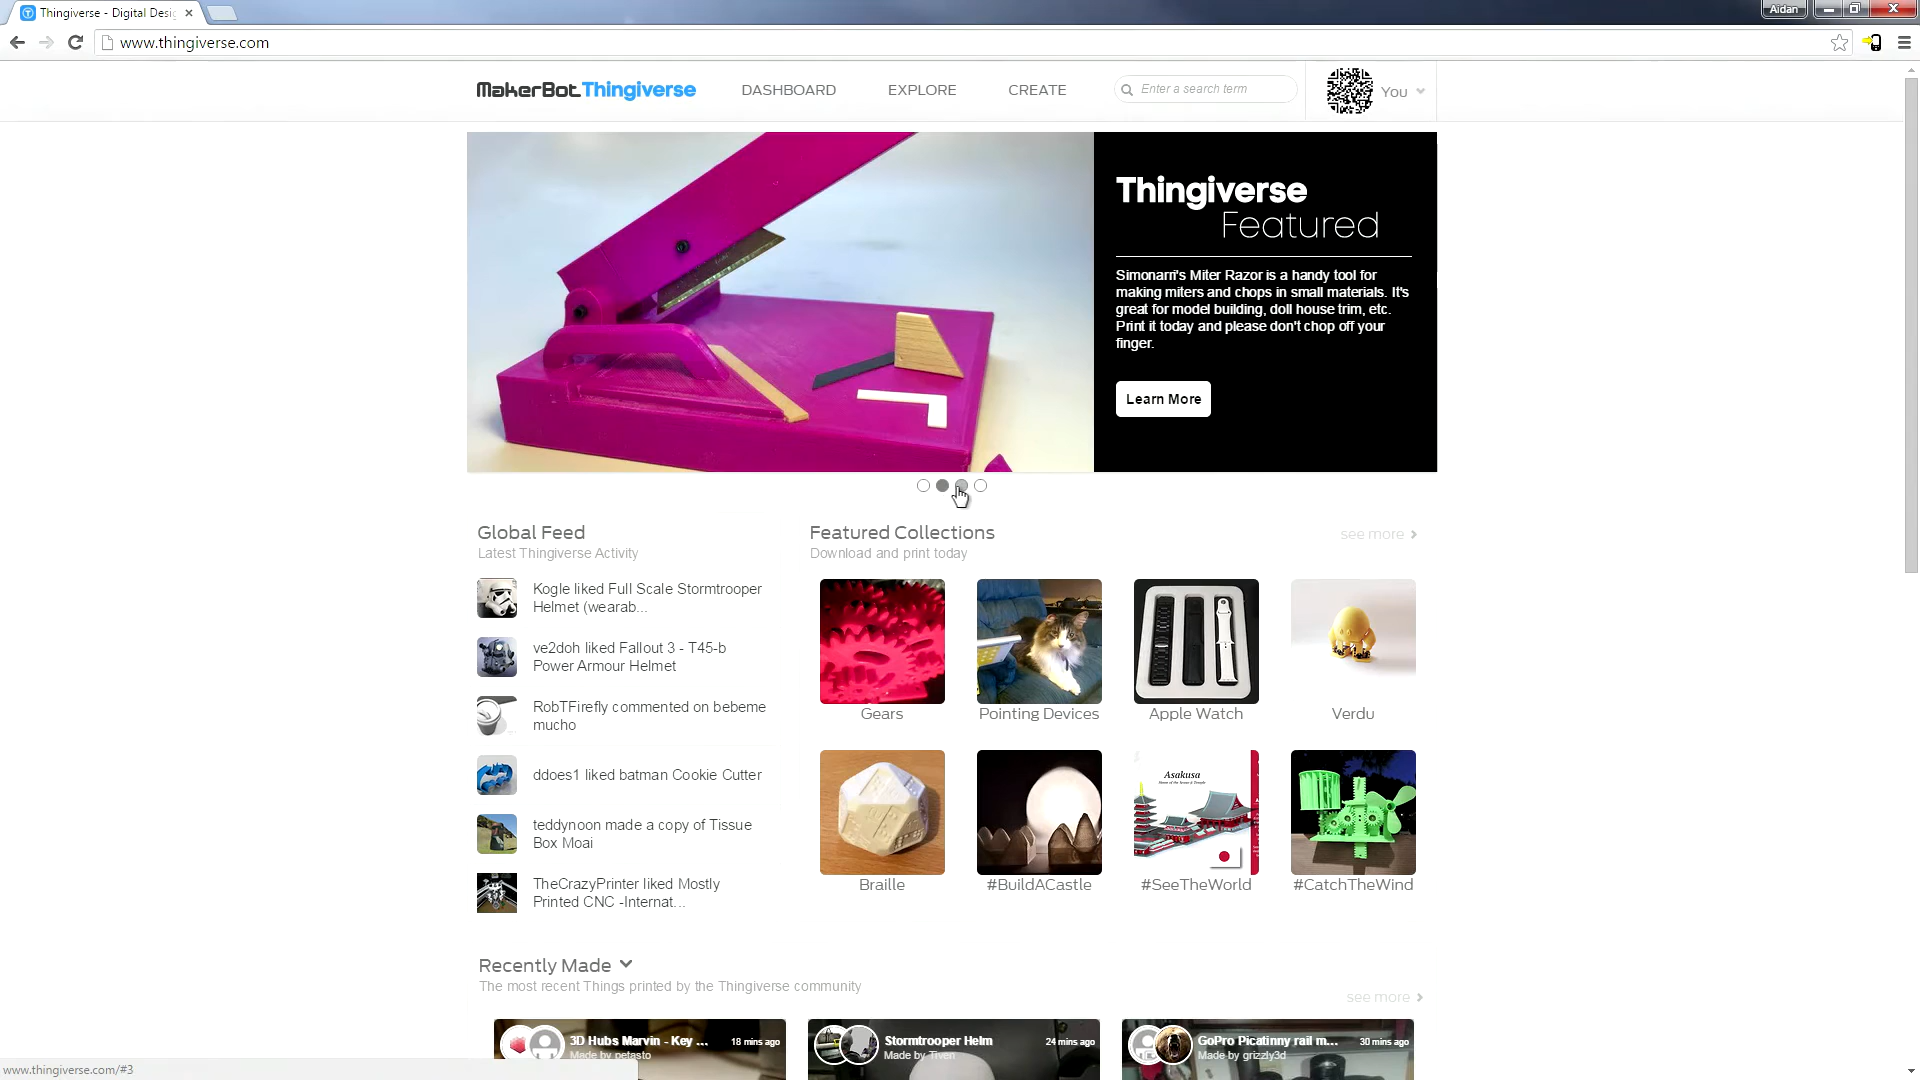 Thingiverse - Digital Desi
Aidan
www.thingiverse.com
MakerBot Thingiverse
DASHBOARD
EXPLORE
CREATE
Enter a search term
You
Thingiverse
Featured
Simonarri's Miter Razor is a handy tool for
making miters and chops in small materials. It's
great for model building, doll house trim, etc.
Print it today and please don't chop off your
finger.
Learn More
Global Feed
Latest Thingiverse Activity
Kogle liked Full Scale Stormtrooper
Helmet (wearab...
ve2doh liked Fallout 3 - T45-b
Power Armour Helmet
RobTFirefly commented on bebeme
mucho
ddoes1 liked batman Cookie Cutter
teddynoon made a copy of Tissue
Box Moai
TheCrazyPrinter liked Mostly
Printed CNC -Internat...
Featured Collections
Download and print today
see more
Gears
Pointing Devices
Apple Watch
Verdu
Asakusa
Braille
#BuildACastle
#SeeTheWorld
#CatchTheWind
Recently Made
The most recent Things printed by the Thingiverse community
see more
3D Hubs Marvin - Key ...
18 mins ago
Made by petasto
Stormtrooper Helm
24 mins ago
Made by Tiven
GoPro Picatinny rail m...
30 mins ago
Made by grizzly3d
www.thingiverse.com/#3